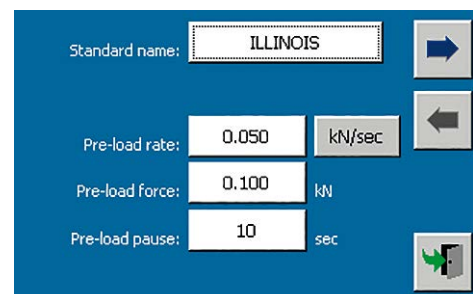 Standard name: ILLINOIS
Pre-load rate: 0.050 kN/sec
Pre-load force: 0.100 kN
Pre-load pause: 10 sec